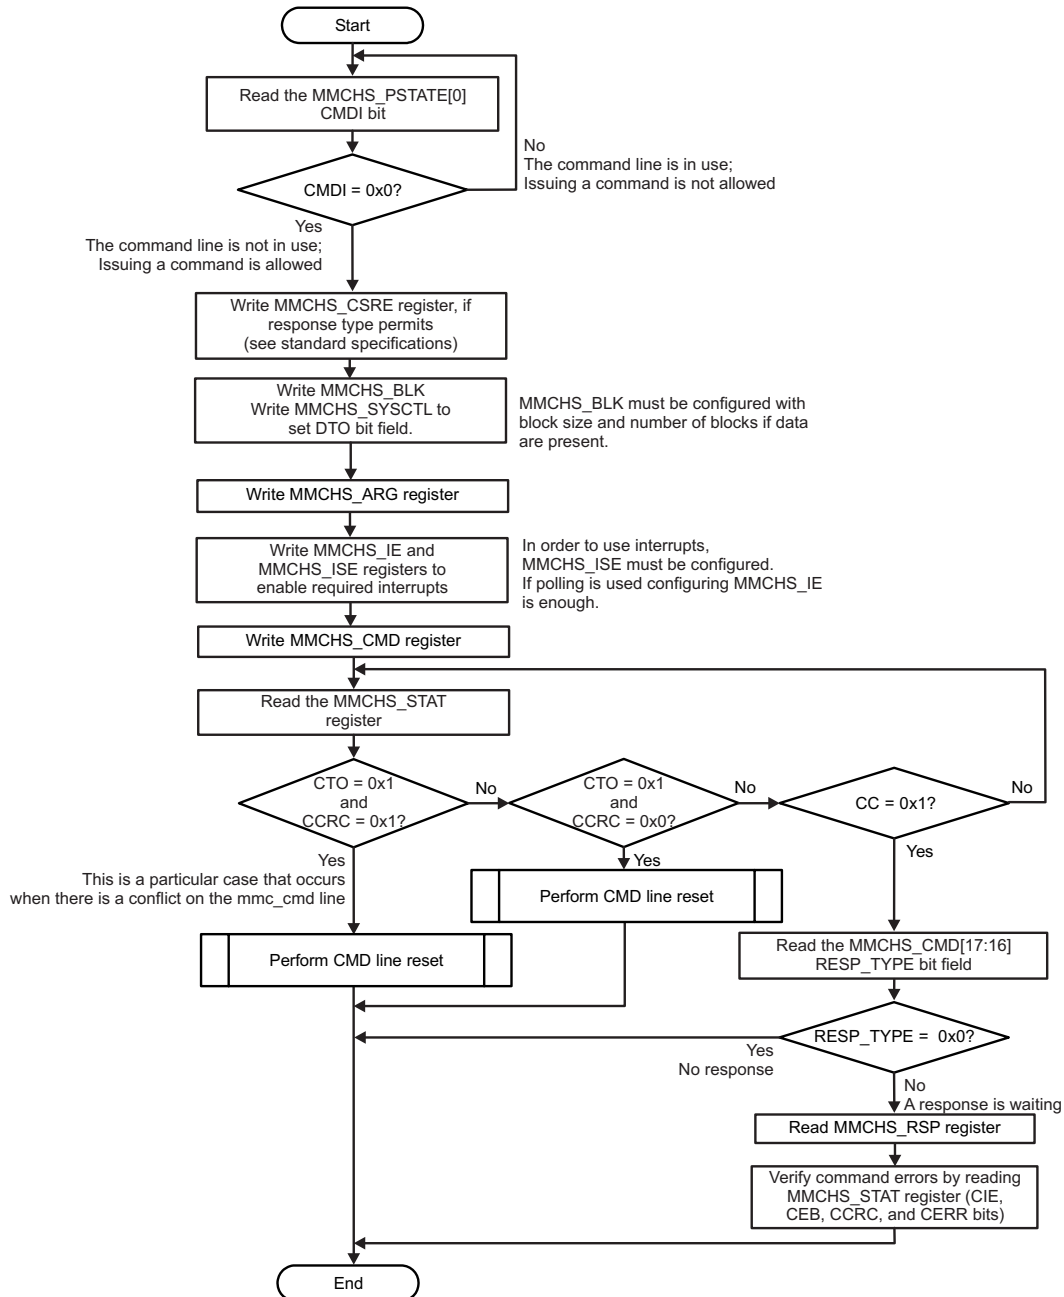 Start
Read the MMCHS_PSTATE[0]
CMDI bit
No
The command line is in use;
Issuing a command is not allowed
CMDI = 0x0?
Yes
The command line is not in use;
Issuing a command is allowed
Write MMCHS_CSRE register, if
response type permits
(see standard specifications)
Write MMCHS_BLK
Write MMCHS_SYSCTL to
set DTO bit field.
MMCHS_BLK must be configured with
block size and number of blocks if data
are present.
Write MMCHS_ARG register
Write MMCHS_IE and
MMCHS_ISE registers to
enable required interrupts
In order to use interrupts,
MMCHS_ISE must be configured.
If polling is used configuring MMCHS_IE
is enough.
Write MMCHS_CMD register
Read the MMCHS_STAT
register
CTO = 0x1
and
CCRC = 0x1?
No
CTO = 0x1
and
CCRC = 0x0?
No
CC = 0x1?
No
Yes
This is a particular case that occurs
when there is a conflict on the mmc_cmd line
Yes
Yes
Perform CMD line reset
Perform CMD line reset
Read the MMCHS_CMD[17:16]
RESP_TYPE bit field
RESP_TYPE = 0x0?
Yes
No response
No
A response is waiting
Read MMCHS_RSP register
Verify command errors by reading
MMCHS_STAT register (CIE,
CEB, CCRC, and CERR bits)
End